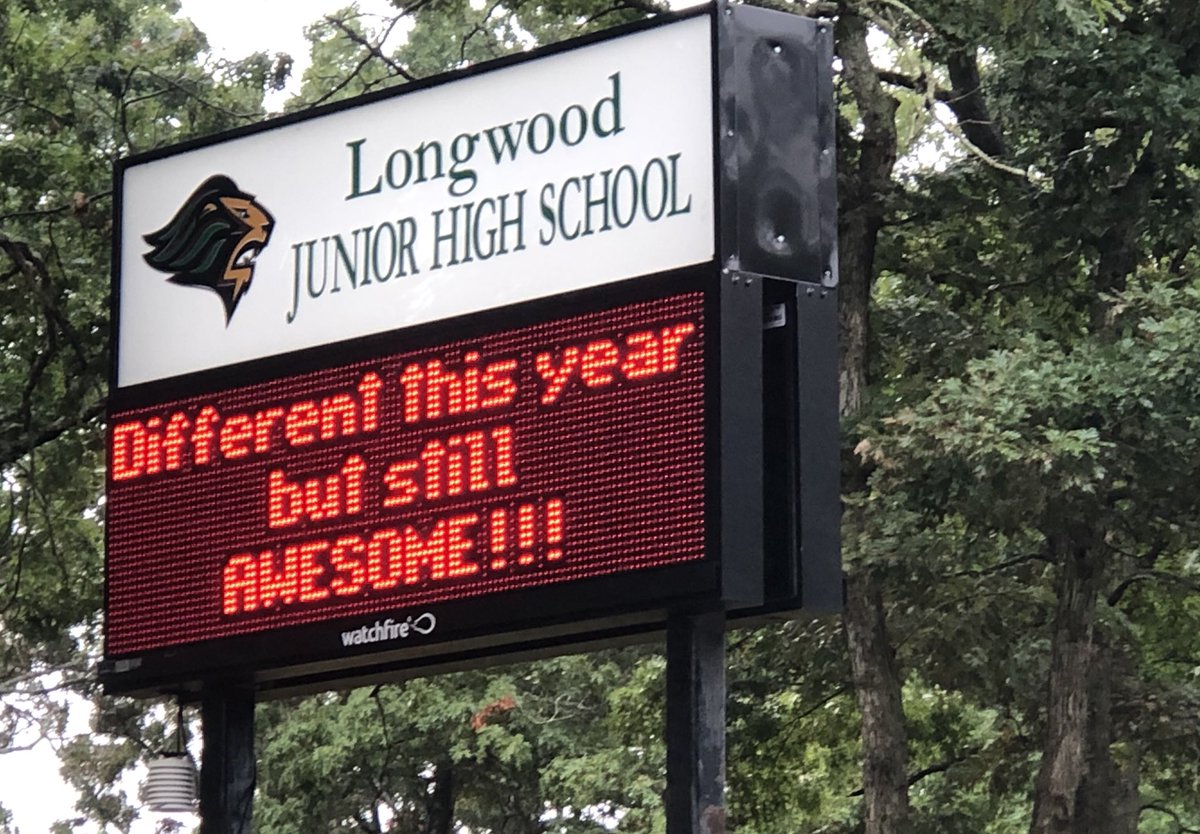 Longwood
JUNIOR HIGH SCHOOL
Different this year
but still
AWESOME!!!
watchfire